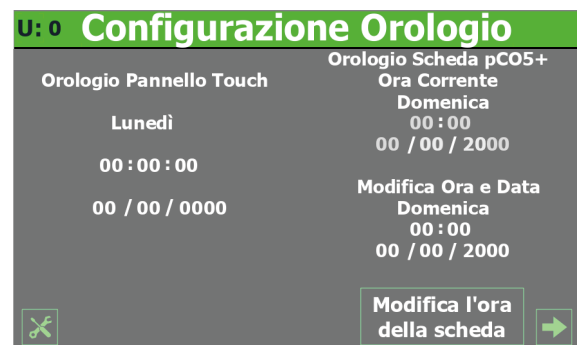 U: 0 Configurazione Orologio
Orologio Pannello Touch
Lunedì
00:00:00
00 / 00 / 0000
Orologio Scheda pCO5+
Ora Corrente
Domenica
00:00
00 / 00 / 2000
Modifica Ora e Data
Domenica
00:00
00 / 00 / 2000
Modifica l'ora
della scheda